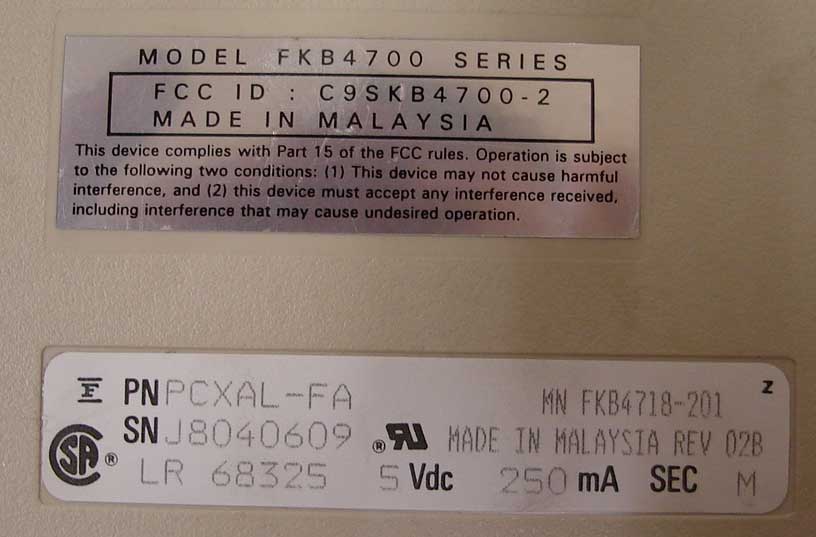 MODEL FKB4700 SERIES
FCC ID : C9SKB4700-2
MADE IN MALAYSIA
This device complies with Part 15 of the FCC rules. Operation is subject
to the following two conditions: (1) This device may not cause harmful
interference, and (2) this device must accept any interference received,
including interference that may cause undesired operation.
F PN PCXAL-FA MN FKB4718-201 Z
SN J8040609 ® RU MADE IN MALAYSIA REV 02B
SA ® LR 68325 5 Vdc 250 mA SEC M